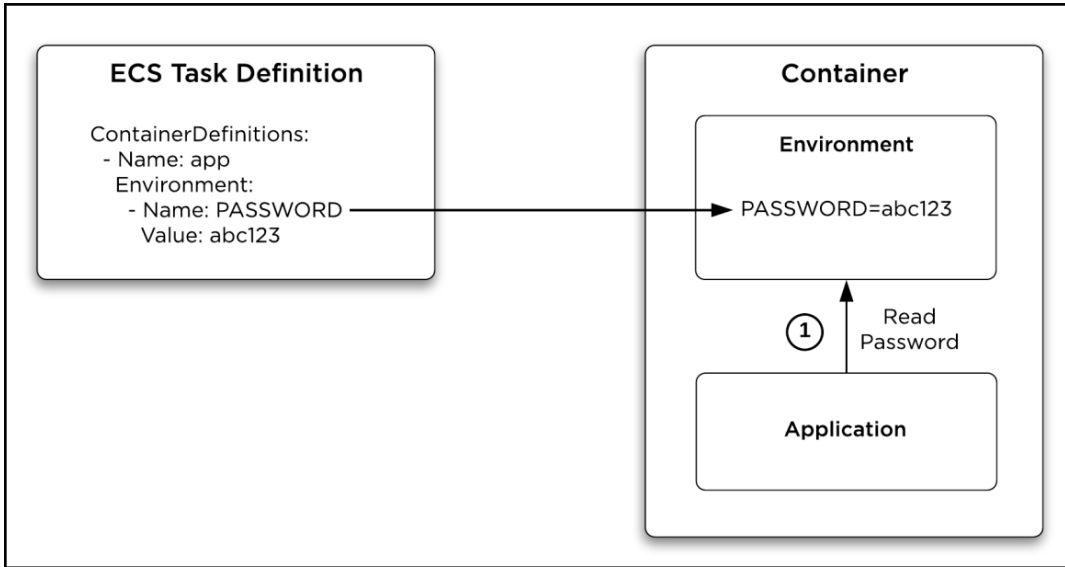 ECS Task Definition
ContainerDefinitions:
- Name: app
Environment:
- Name: PASSWORD
Value: abc123
Container
Environment
PASSWORD=abc123
1
Read
Password
Application